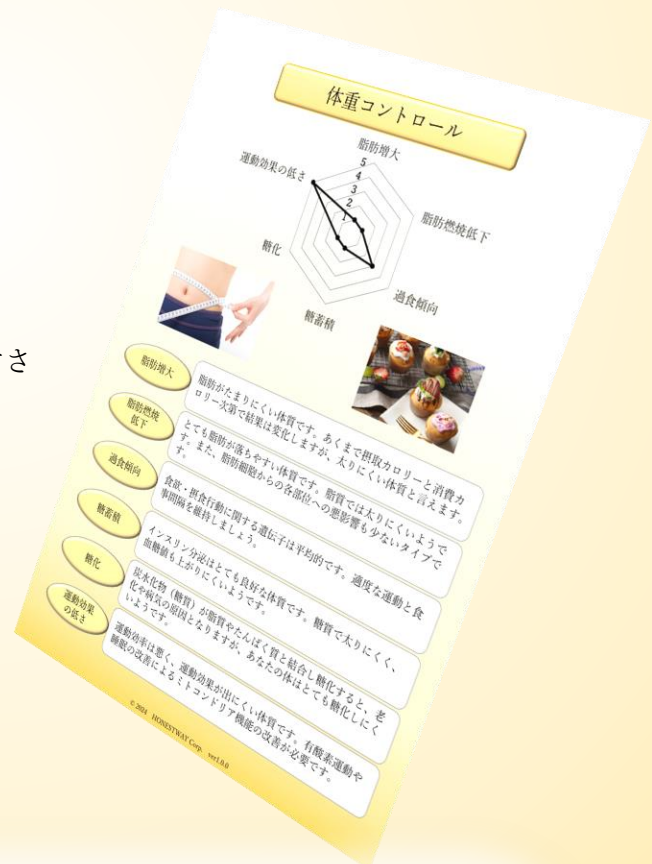 さ
体重コントロール
脂肪増大
5
4
3
2
1
運動効果の低さ
脂肪燃焼低下
糖化
過食傾向
糖蓄積
脂肪増大
脂肪がたまりにくい体質です。あくまで摂取カロリーと消費カ
ロリー次第で結果は変化しますが、太りにくい体質と言えます。
脂肪燃焼
低下
とても脂肪が落ちやすい体質です。脂質では太りにくいようで
す。また、脂肪細胞からの各部位への悪影響も少ないタイプで
す。
過食傾向
食欲・摂食行動に関する遺伝子は平均的です。適度な運動と食
事間隔を維持しましょう。
糖蓄積
インスリン分泌はとても良好な体質です。糖質で太りにくく、
血糖値も上がりにくいようです。
糖化
炭水化物（糖質）が脂質やたんぱく質と結合し糖化すると、老
化や病気の原因となりますが、あなたの体はとても糖化しにく
いようです。
運動効果
の低さ
運動効率は悪く、運動効果が出にくい体質です。有酸素運動や
睡眠の改善によるミトコンドリア機能の改善が必要です。
© 2024 HONESTWAY Corp. ver1.0.0